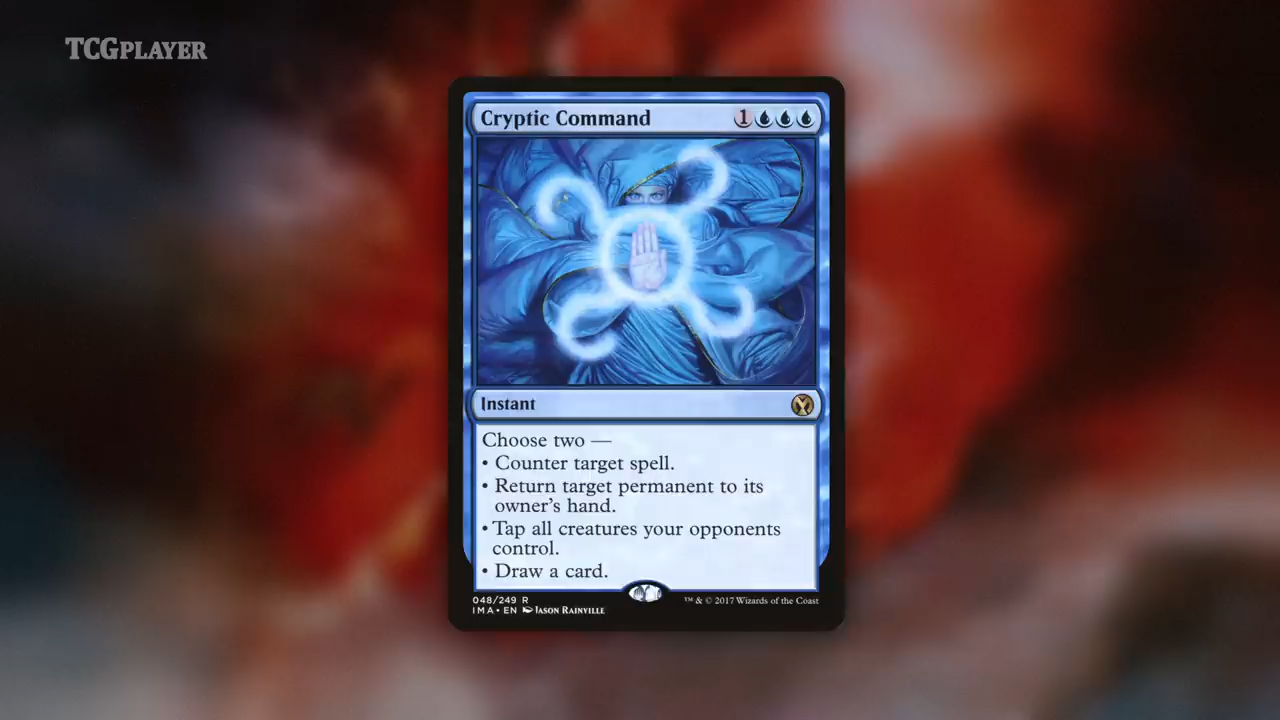 TCGPLAYER
Cryptic Command 1
Instant
Choose two —
• Counter target spell.
• Return target permanent to its
owner's hand.
• Tap all creatures your opponents
control.
• Draw a card.
048/249 R
IMA • EN Jason Rainville
™ & © 2017 Wizards of the Coast